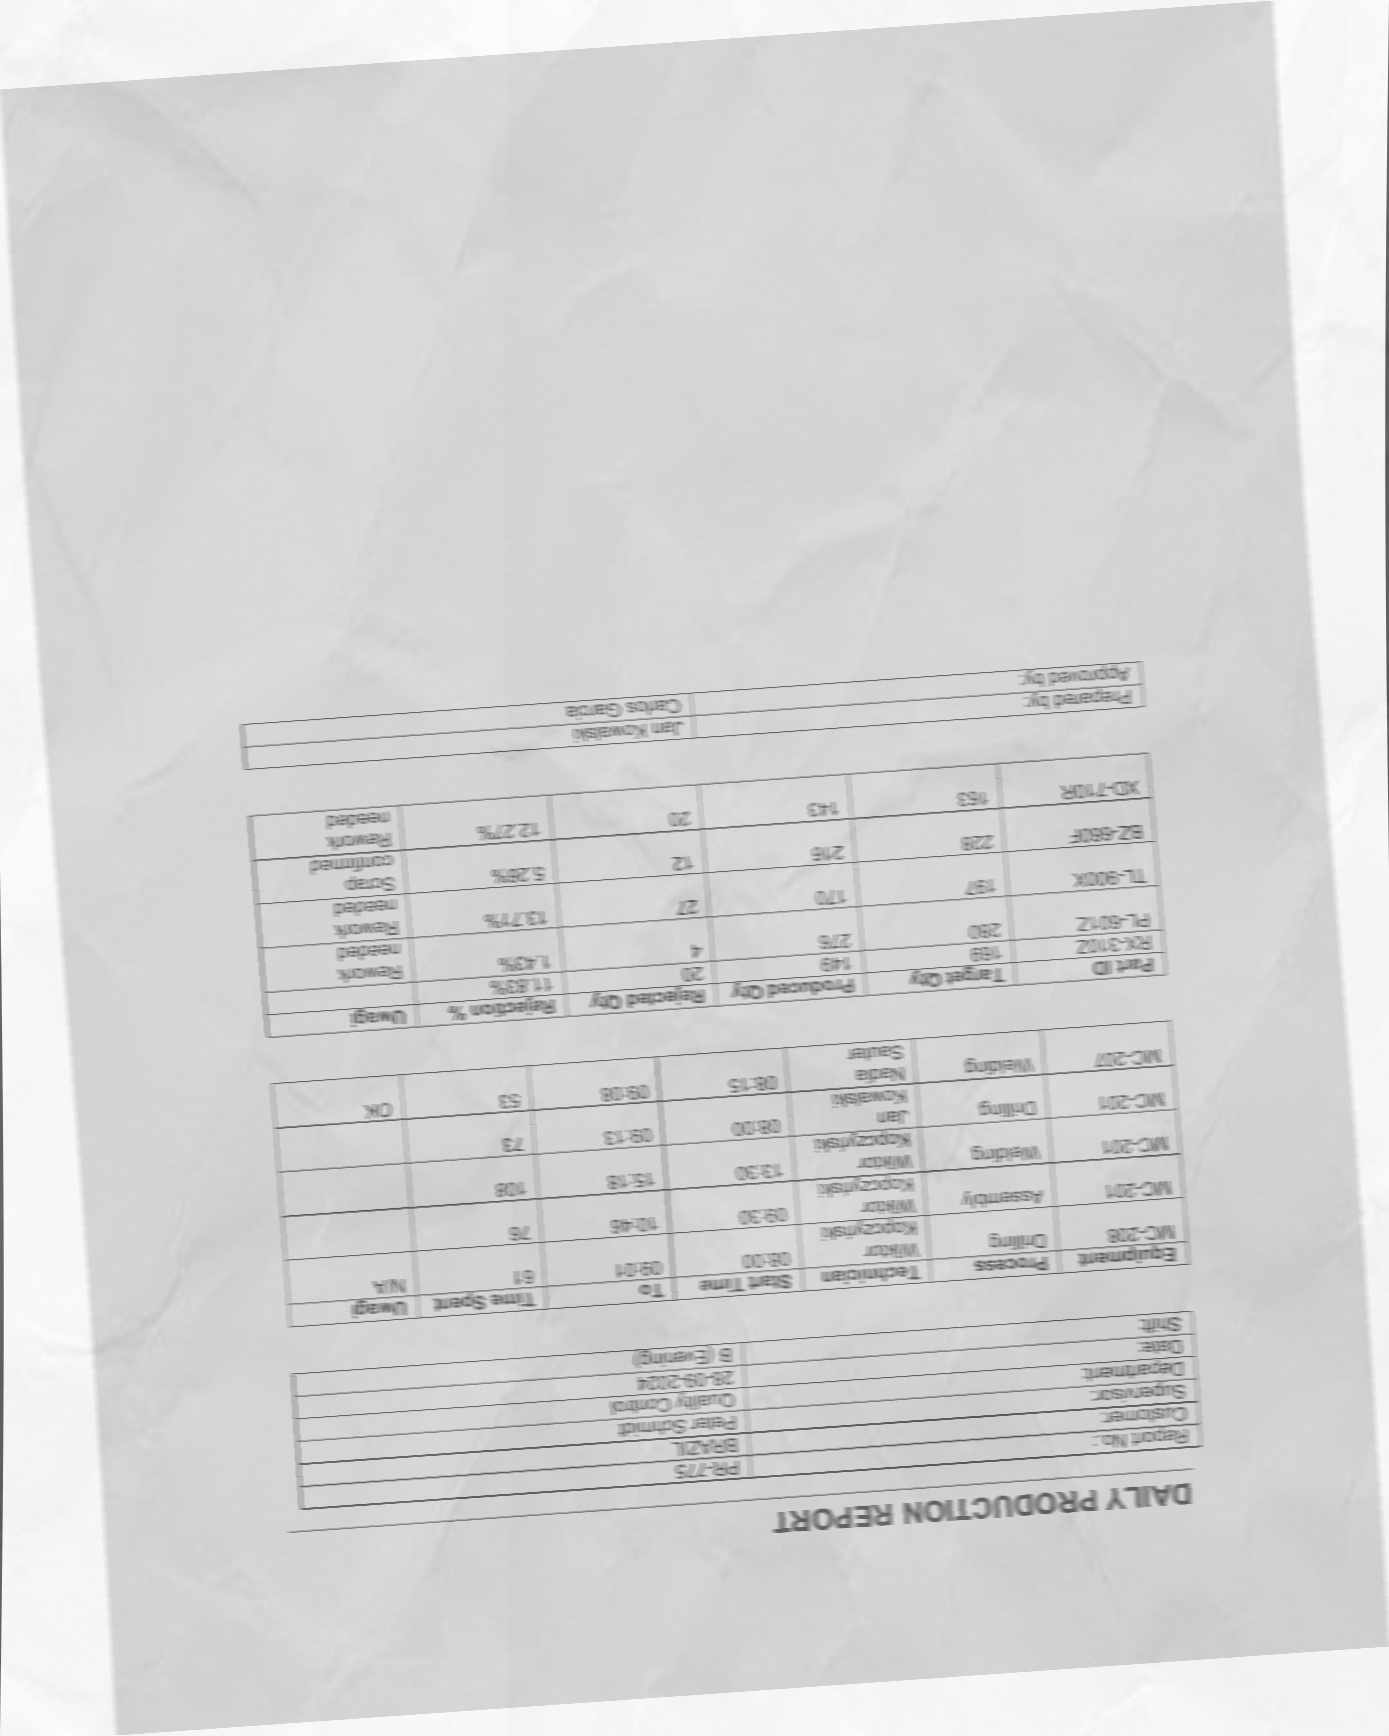 DAILY PRODUCTION REPORT
Report No.: PR-775
Customer: BRAZIL
Supervisor: Peter Schmidt
Department: Quality Control
Date: 28-09-2024
Shift: B (Evening)
Equipment Process Technician Start Time To Time Spent Uwagi
MC-208 Drilling Wiktor Kopczyński 08:00 09:01 61 N/A
MC-201 Assembly Wiktor Kopczyński 09:30 10:46 76
MC-201 Welding Wiktor Kopczyński 13:30 15:18 108
MC-201 Drilling Jan Kowalski 08:00 09:13 73
MC-207 Welding Nadia Sauter 08:15 09:08 53 OK
Part ID Target Qty Produced Qty Rejected Qty Rejection % Uwagi
RX-310Z 169 149 20 11.83%
PL-601Z 280 276 4 1.43% Rework needed
TL-900X 197 170 27 13.71% Rework needed
BZ-660F 228 216 12 5.26% Scrap confirmed
XD-710R 163 143 20 12.27% Rework needed
Prepared by: Jan Kowalski
Approved by: Carlos Garcia